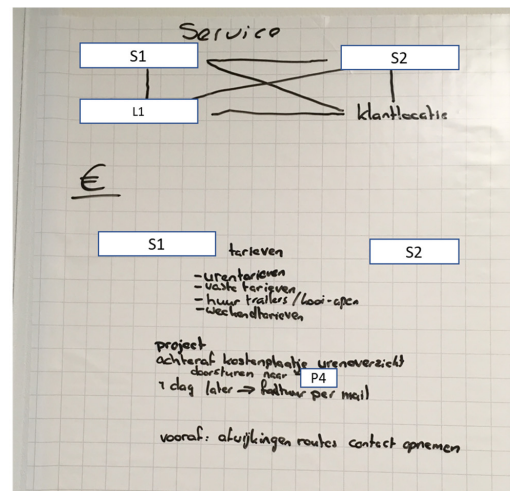 Service
S1
S2
L1
klantlocatie
€
S1
tarieven
S2
- urentarieven
- vaste tarieven
- huur trailers / kooi-apen
- weekendtarieven
project
achteraf kostenplaatje urenoverzicht
doorsturen naar P4
1 dag later → factuur per mail
vooraf: afwijkingen routes contact opnemen